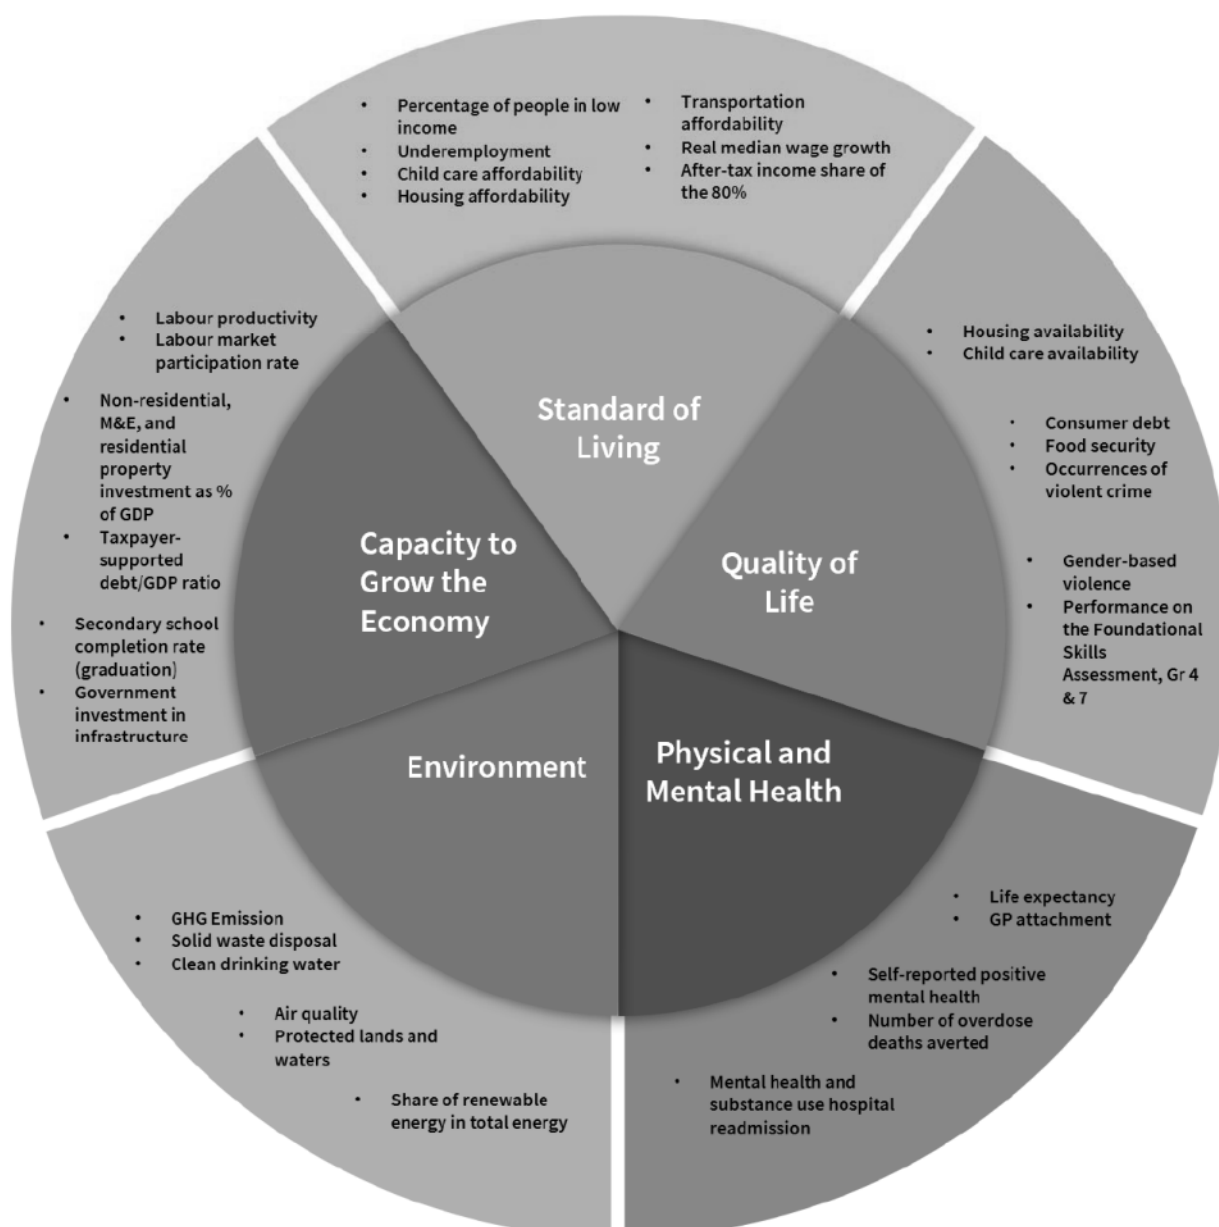 • Percentage of people in low
income
• Underemployment
• Child care affordability
• Housing affordability
• Transportation
affordability
• Real median wage growth
• After-tax income share of
the 80%
• Housing availability
• Child care availability
• Consumer debt
• Food security
• Occurrences of
violent crime
• Gender-based
violence
• Performance on
the Foundational
Skills
Assessment, Gr 4
& 7
• Life expectancy
• GP attachment
• Self-reported positive
mental health
• Number of overdose
deaths averted
• Mental health and
substance use hospital
readmission
• GHG Emission
• Solid waste disposal
• Clean drinking water
• Air quality
• Protected lands and
waters
• Share of renewable
energy in total energy
• Labour productivity
• Labour market
participation rate
• Non-residential,
M&E, and
residential
property
investment as %
of GDP
• Taxpayer-
supported
debt/GDP ratio
• Secondary school
completion rate
(graduation)
• Government
investment in
infrastructure
Standard of
Living
Quality of
Life
Physical and
Mental Health
Environment
Capacity to
Grow the
Economy